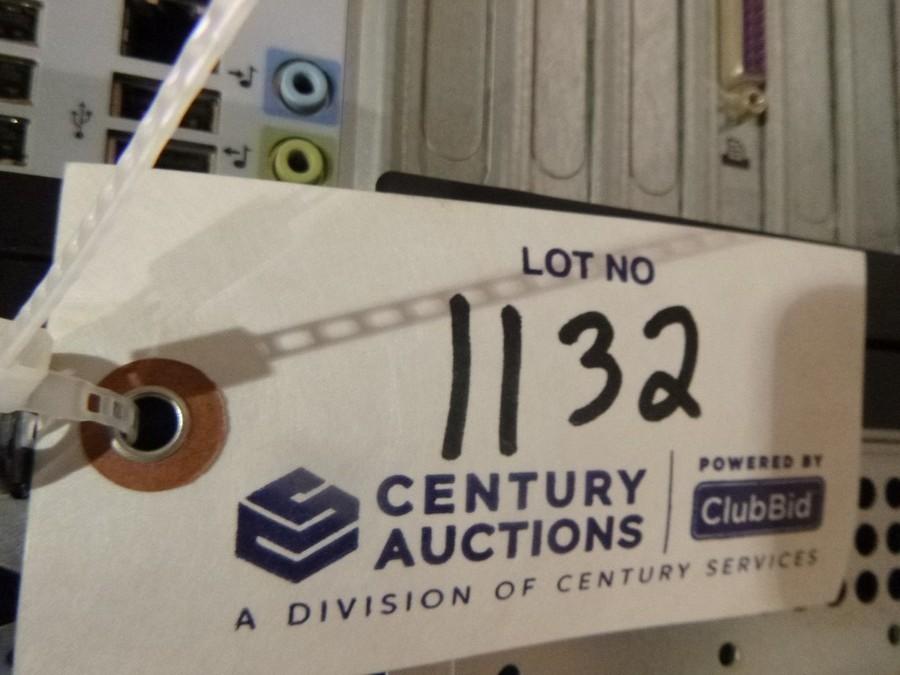 LOT NO
1132
CENTURY
AUCTIONS
POWERED BY
ClubBid
A DIVISION OF CENTURY SERVICES